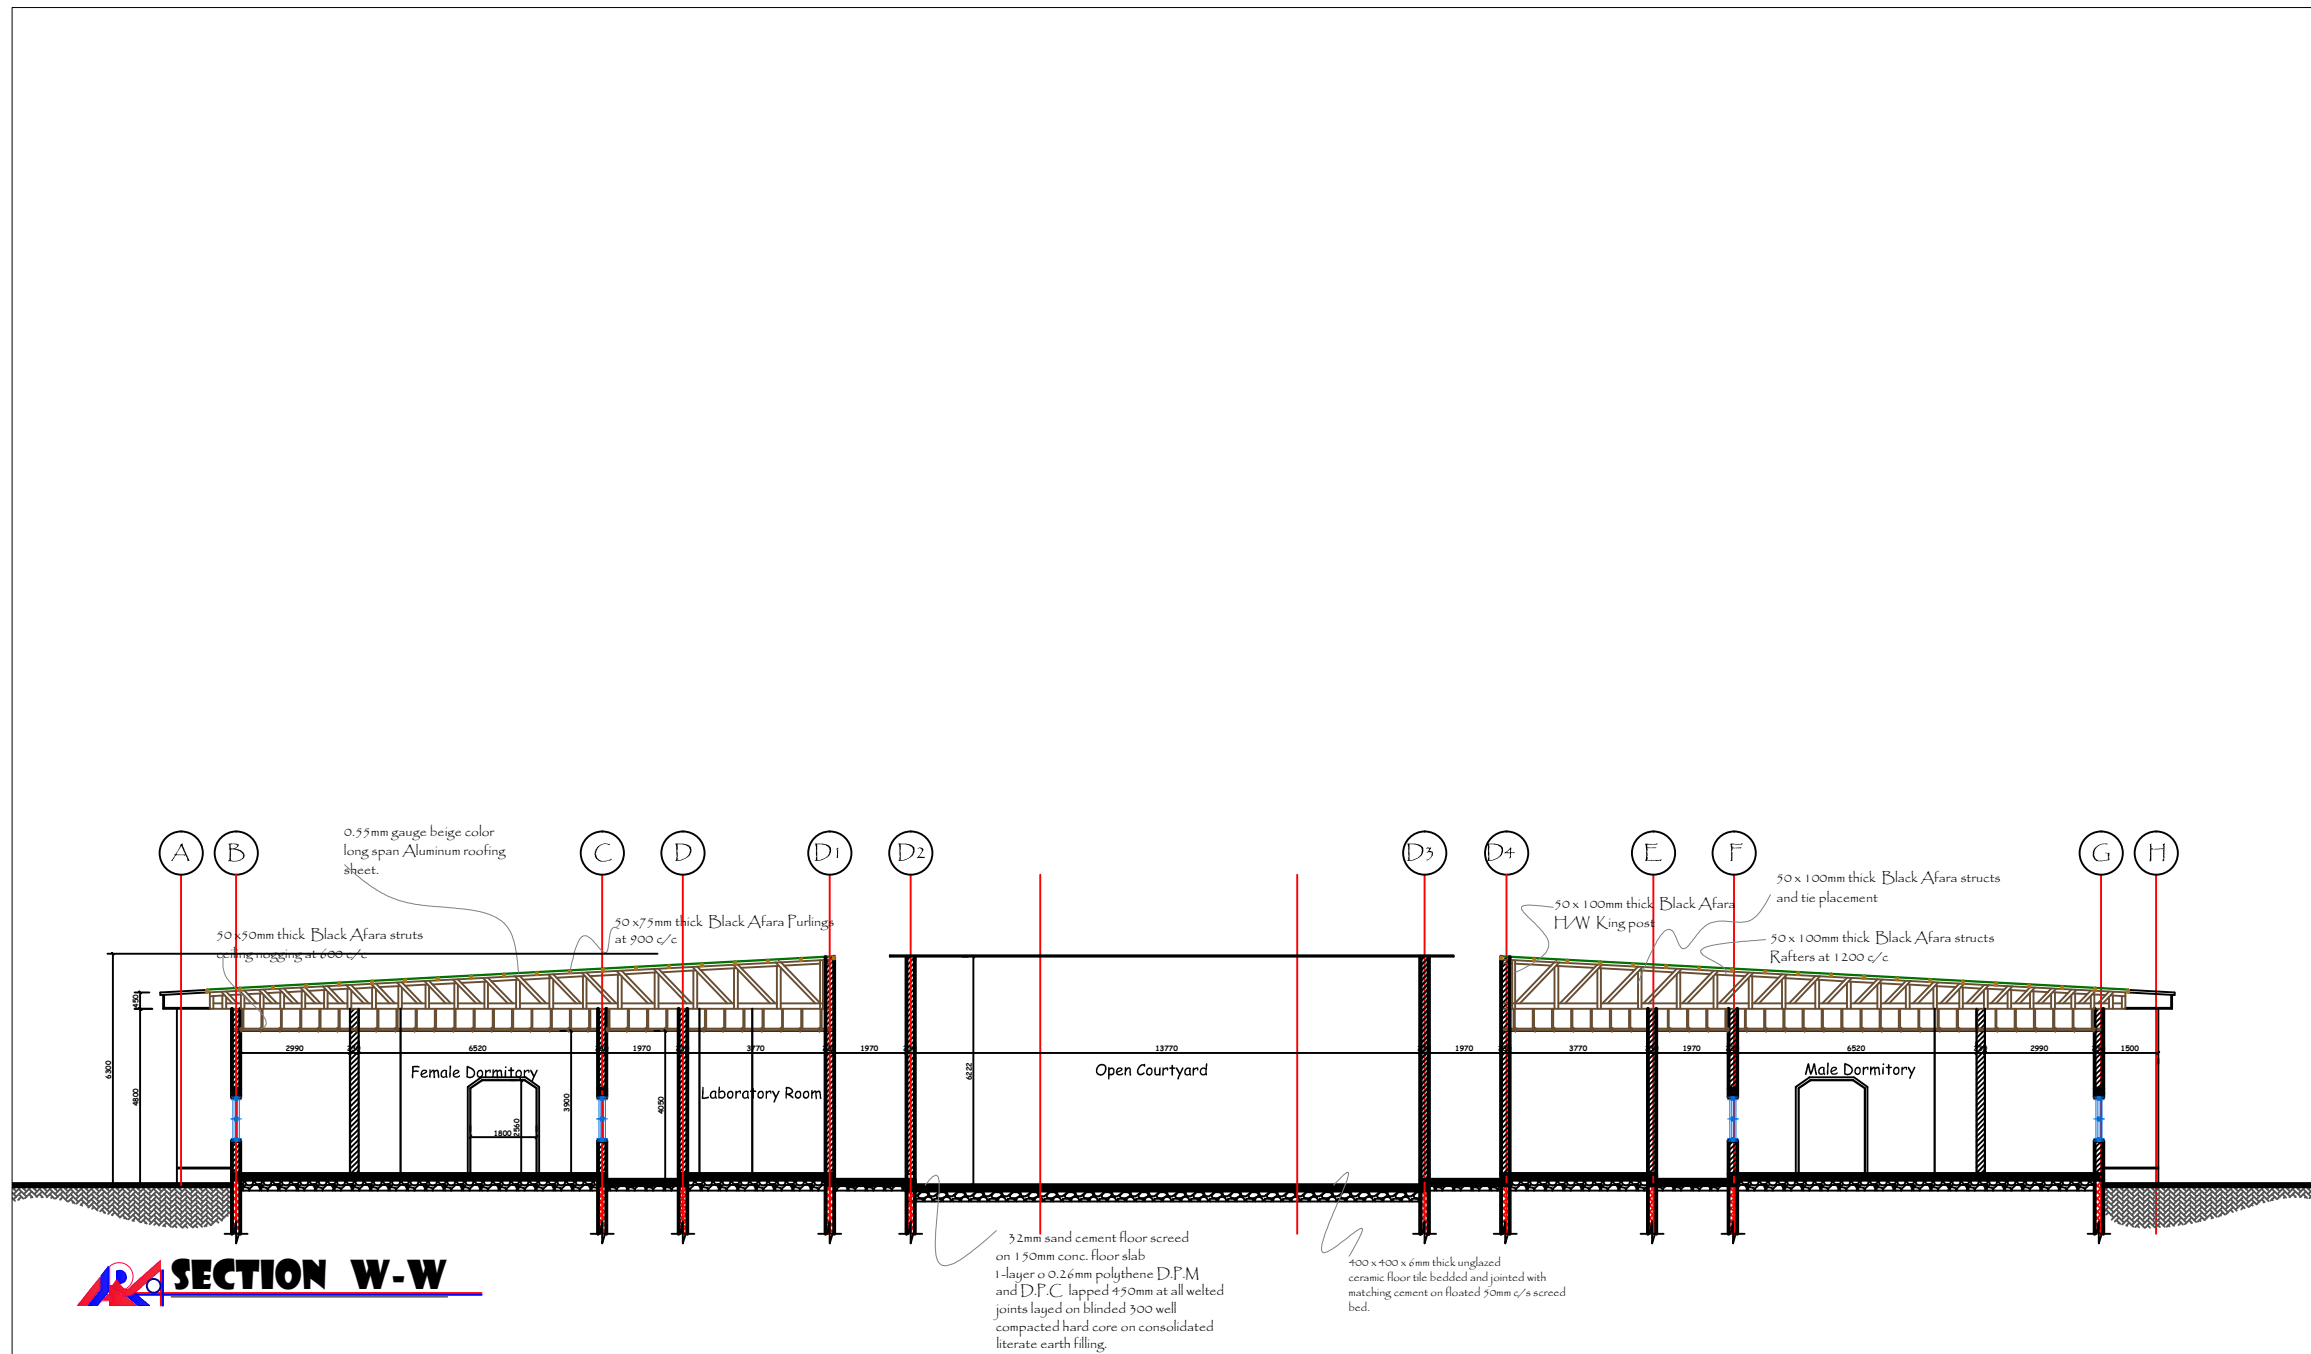 A
B
C
D
D1
D2
D3
D4
E
F
G
H
0.55mm gauge beige color
long span Aluminum roofing
sheet.
50 x 50mm thick Black Afara struts
ceiling nogging at 600 c/c
50 x75mm thick Black Afara Purlings
at 900 c/c
50 x 100mm thick Black Afara
H/W King post
50 x 100mm thick Black Afara structs
and tie placement
50 x 100mm thick Black Afara structs
Rafters at 1200 c/c
6300
450
4800
2990
6520
1970
3770
1970
13770
1970
3770
1970
6520
2990
1500
Female Dormitory
1800
2560
3900
4050
Laboratory Room
6222
Open Courtyard
Male Dormitory
SECTION W-W
32mm sand cement floor screed
on 150mm conc. floor slab
1-layer o 0.26mm polythene D.P.M
and D.P.C lapped 450mm at all welted
joints layed on blinded 300 well
compacted hard core on consolidated
literate earth filling.
400 x 400 x 6mm thick unglazed
ceramic floor tile bedded and jointed with
matching cement on floated 50mm c/s screed
bed.